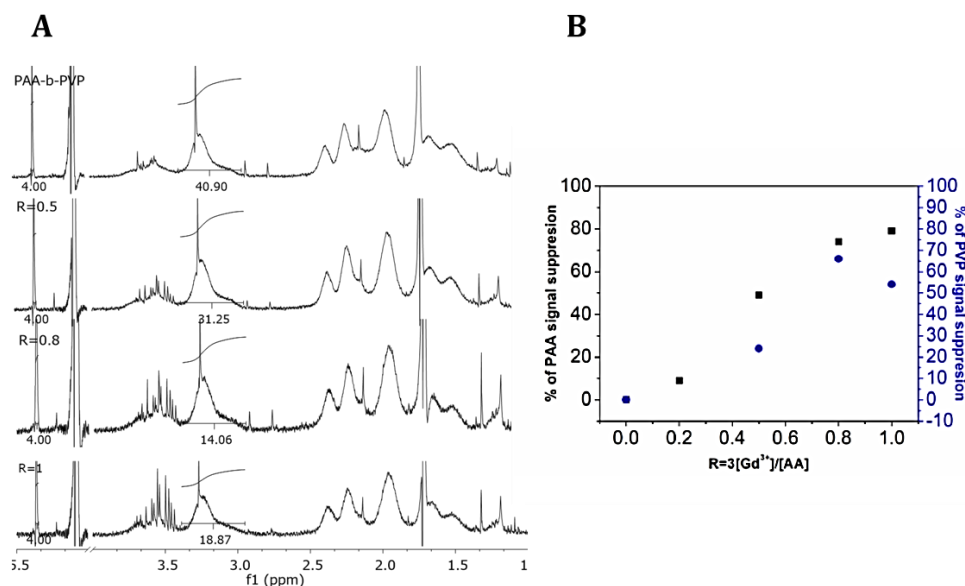 A
PAA-b-PVP
4.00
40.90
R=0.5
4.00
31.25
R=0.8
4.00
14.06
R=1
4.00
18.87
5.5
3.5
3.0
2.5
2.0
1
f1 (ppm)
B
% of PAA signal suppresion
100
80
60
40
20
0
100
90
80
70
60
50
40
30
20
10
0
-10
% of PVP signal suppresion
0.0 0.2 0.4 0.6 0.8 1.0
R=3[Gd³⁺]/[AA]